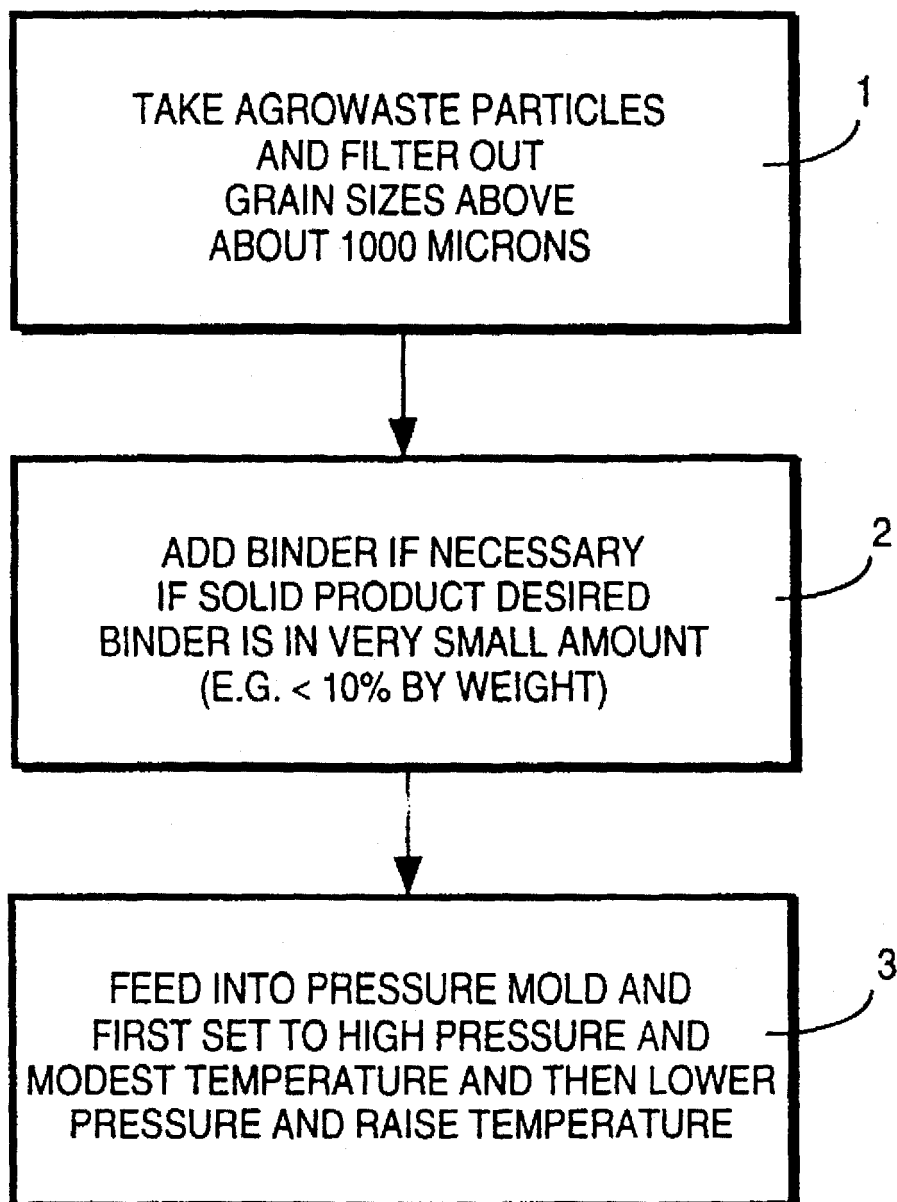 TAKE AGROWASTE PARTICLES
AND FILTER OUT
GRAIN SIZES ABOVE
ABOUT 1000 MICRONS
1
ADD BINDER IF NECESSARY
IF SOLID PRODUCT DESIRED
BINDER IS IN VERY SMALL AMOUNT
(E.G. < 10% BY WEIGHT)
2
FEED INTO PRESSURE MOLD AND
FIRST SET TO HIGH PRESSURE AND
MODEST TEMPERATURE AND THEN LOWER
PRESSURE AND RAISE TEMPERATURE
3